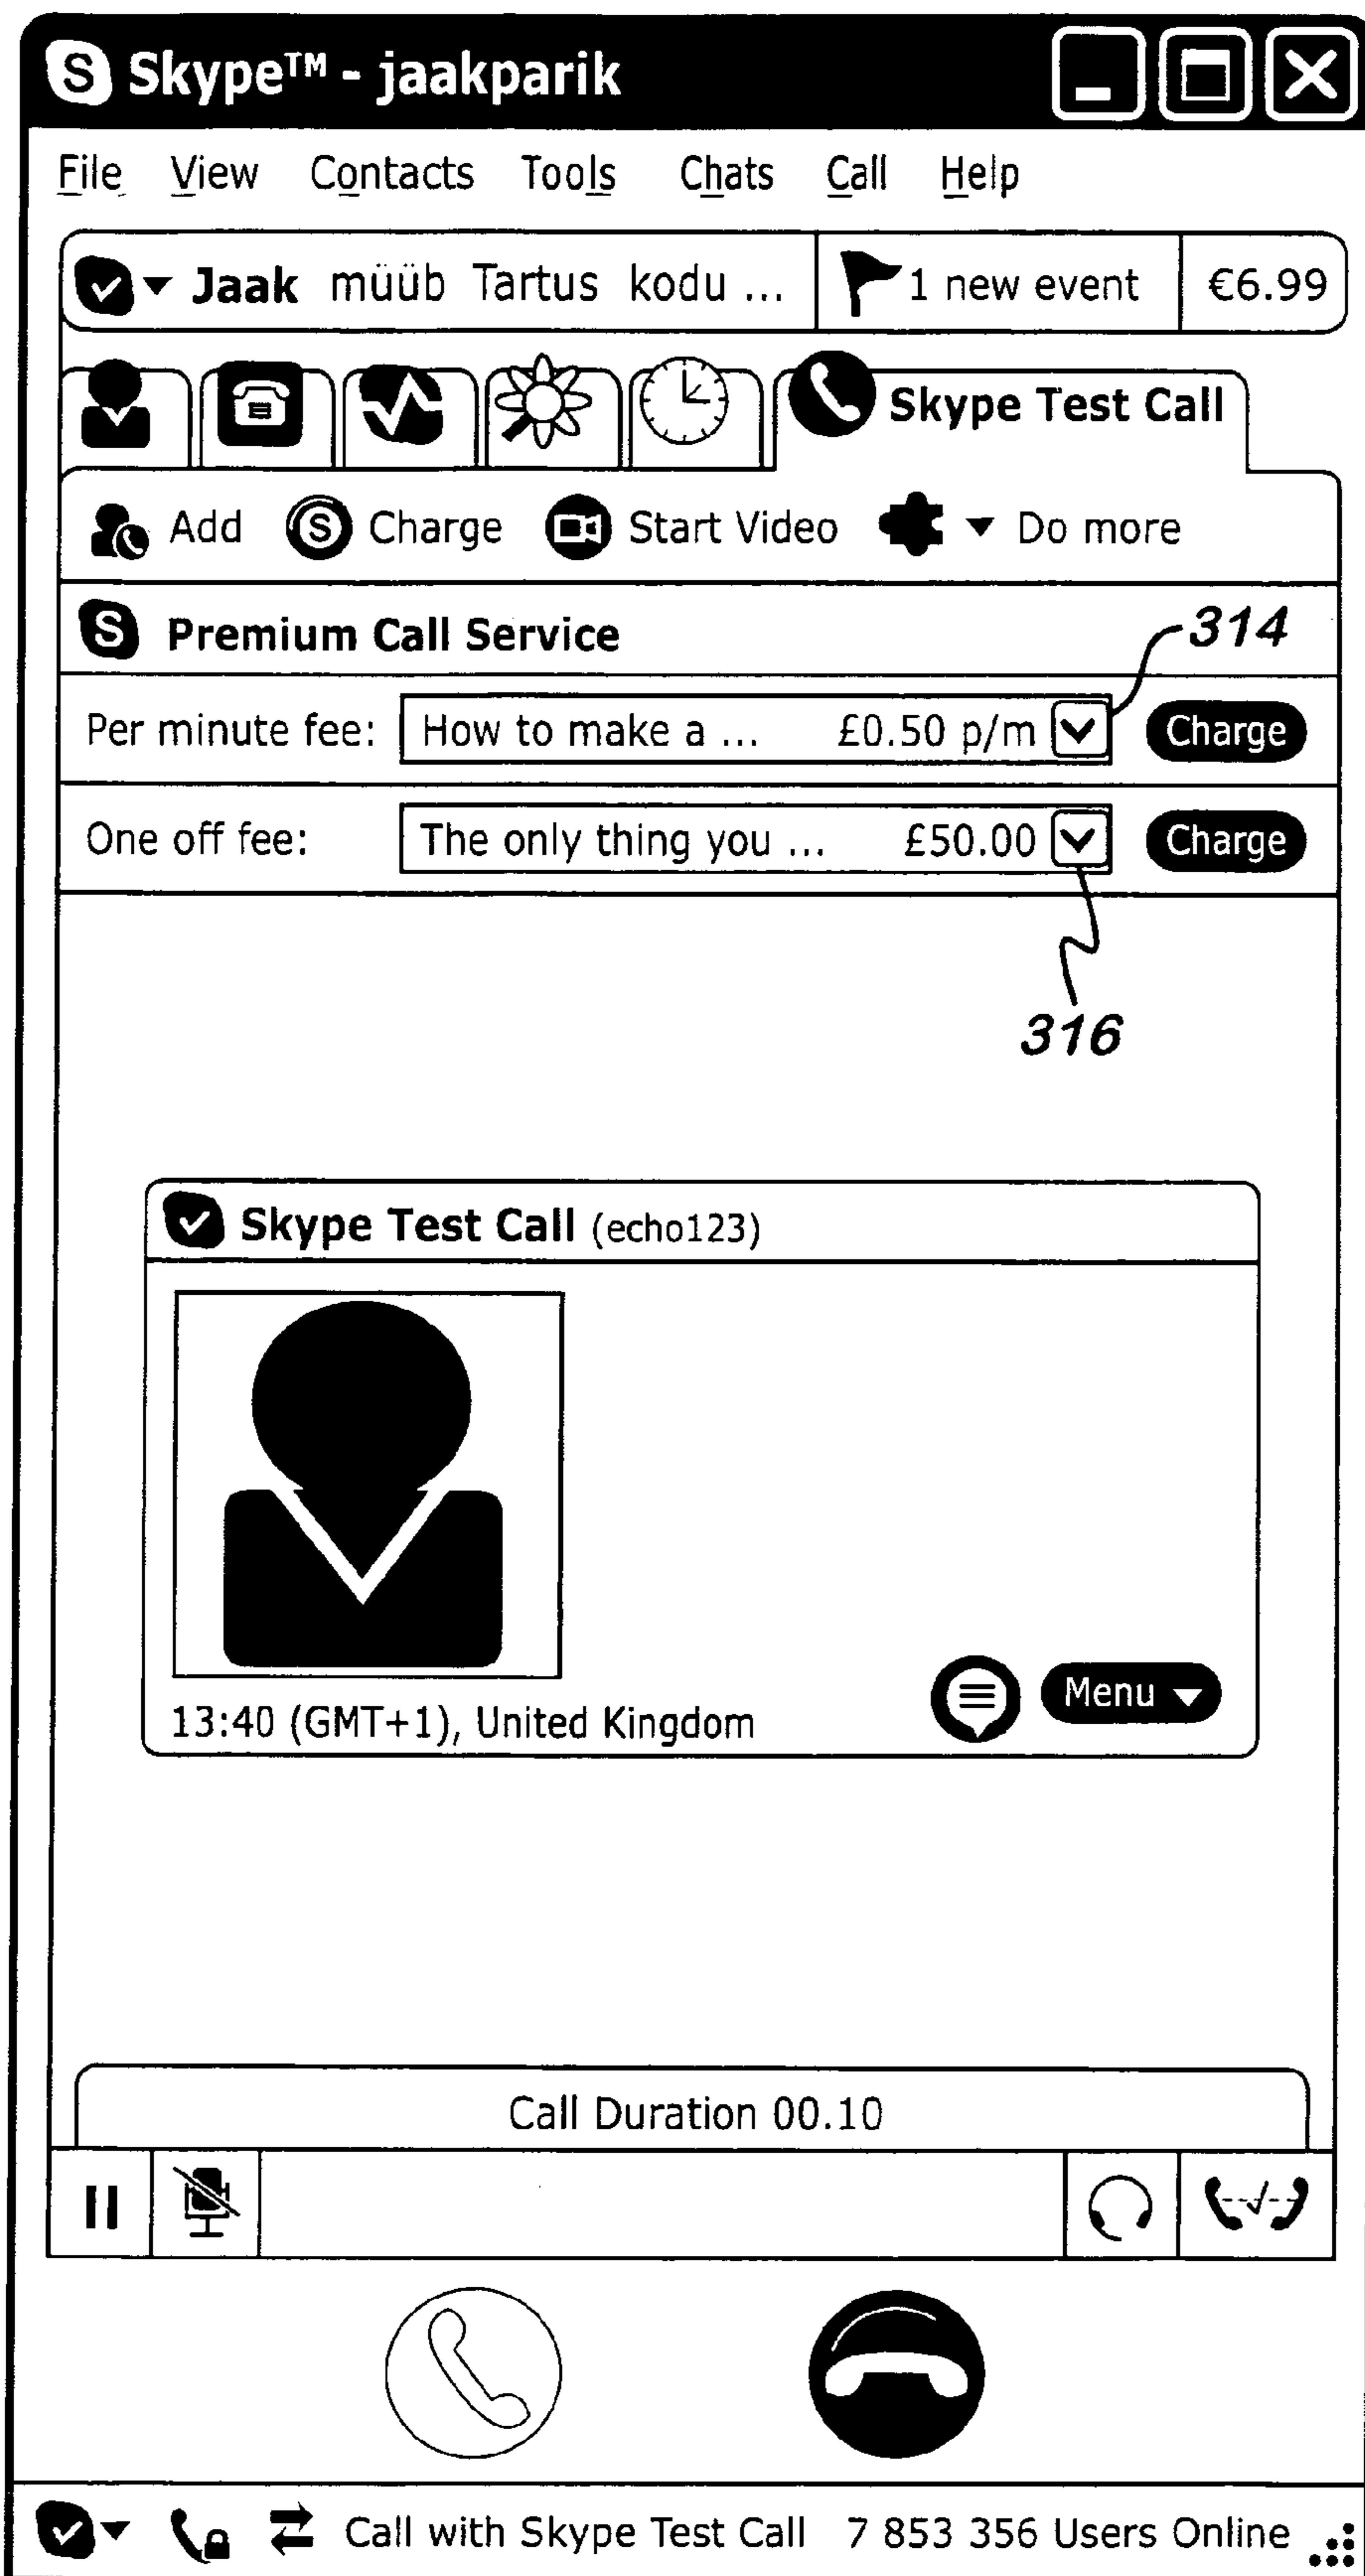 Skype™ - jaakparik
File View Contacts Tools Chats Call Help
Jaak müüb Tartus kodu ... 1 new event €6.99
Skype Test Call
Add Charge Start Video Do more
Premium Call Service
314
Per minute fee: How to make a ... £0.50 p/m Charge
One off fee: The only thing you ... £50.00 Charge
316
Skype Test Call (echo123)
13:40 (GMT+1), United Kingdom
Menu
Call Duration 00.10
Call with Skype Test Call 7 853 356 Users Online